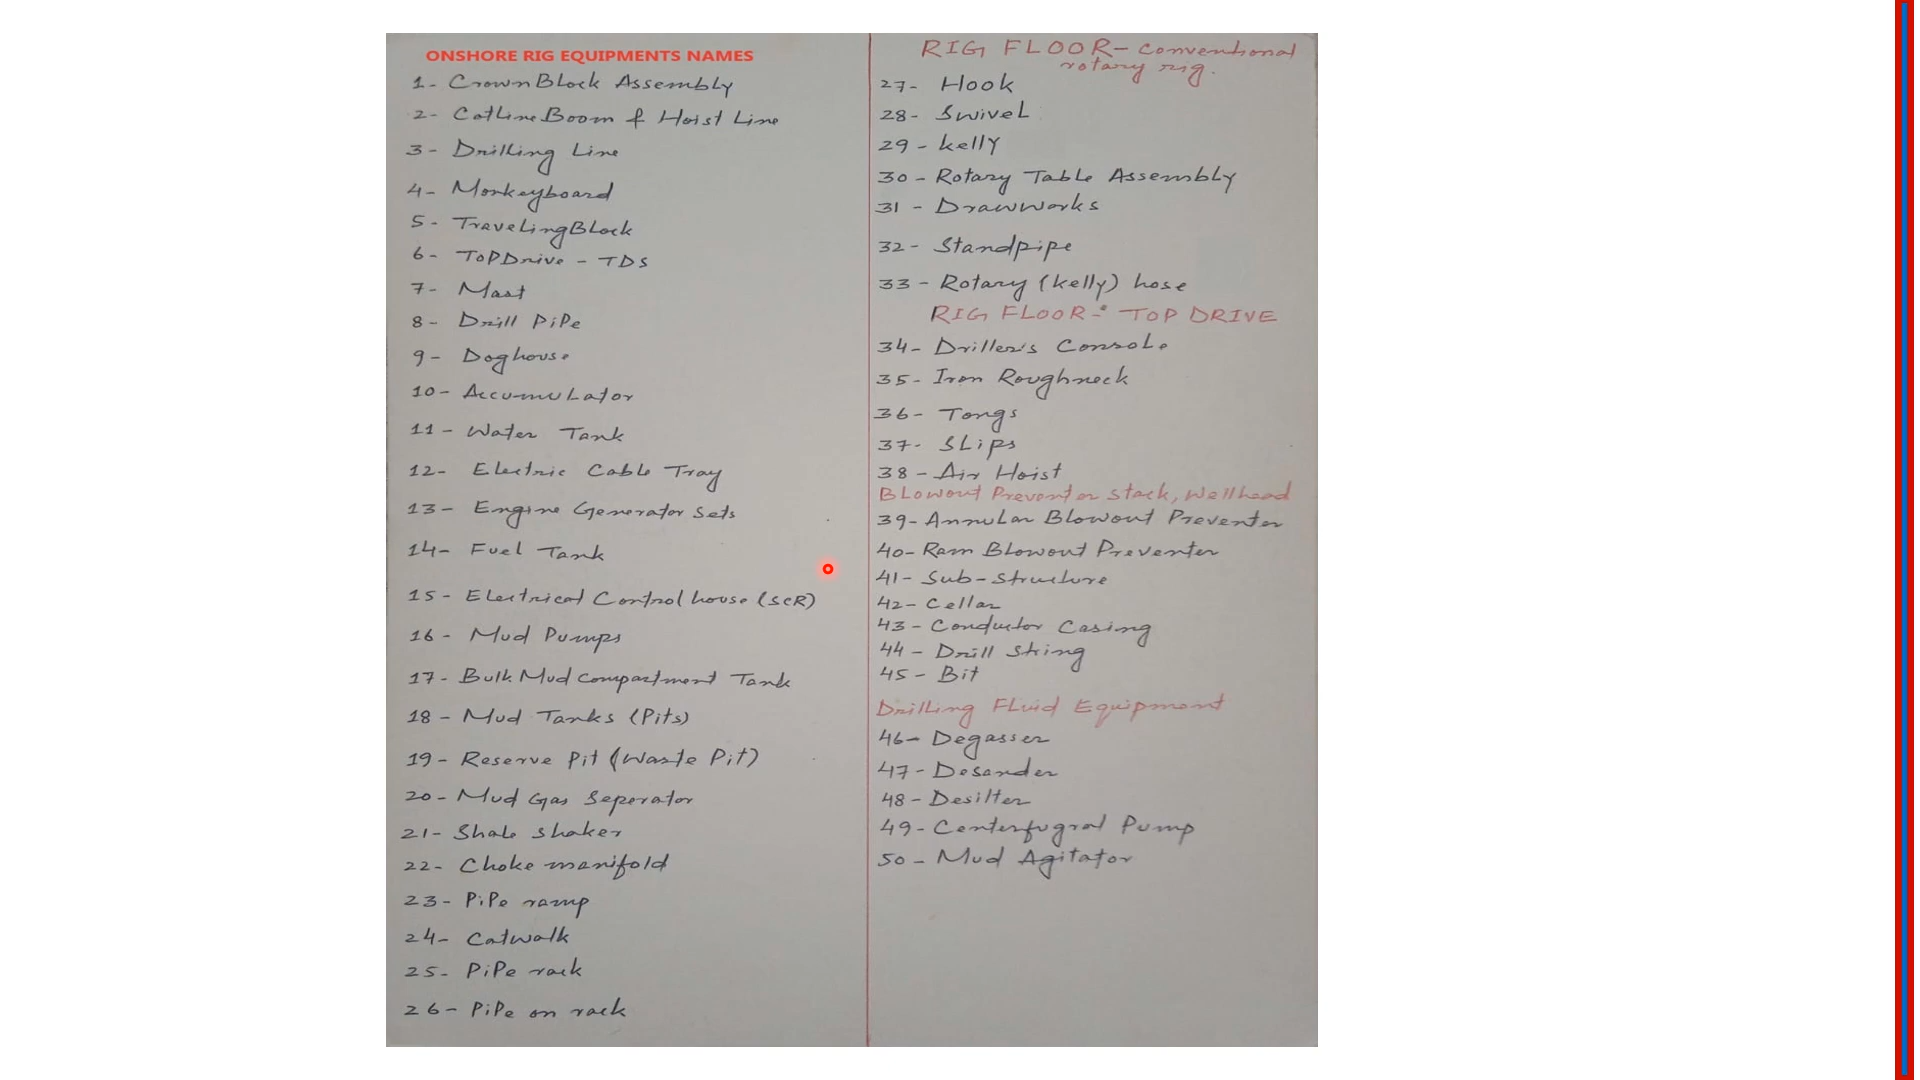 ONSHORE RIG EQUIPMENTS NAMES
1- Crown Block Assembly
2- Catline Boom & Hoist Line
3- Drilling Line
4- Monkeyboard
5- Traveling Block
6- Top Drive - TDS
7- Mast
8- Drill Pipe
9- Doghouse
10- Accumulator
11- Water Tank
12- Electric Cable Tray
13- Engine Generator Sets
14- Fuel Tank
15- Electrical Control house (SCR)
16- Mud Pumps
17- Bulk Mud compartment Tank
18- Mud Tanks (Pits)
19- Reserve Pit (Waste Pit)
20- Mud Gas Seperator
21- Shale Shaker
22- Choke manifold
23- Pipe ramp
24- Catwalk
25- Pipe rack
26- Pipe on rack
RIG FLOOR- Conventional
rotary rig.
27- Hook
28- Swivel
29- kelly
30- Rotary Table Assembly
31- Drawworks
32- Standpipe
33- Rotary (kelly) hose
RIG FLOOR- TOP DRIVE
34- Driller's Console
35- Iron Roughneck
36- Tongs
37- Slips
38- Air Hoist
Blowout Preventer stack, Wellhead
39- Annular Blowout Preventer
40- Ram Blowout Preventer
41- Sub-structure
42- Cellar
43- Conductor Casing
44- Drill String
45- Bit
Drilling Fluid Equipment
46- Degasser
47- Desander
48- Desilter
49- Centerfugral Pump
50- Mud Agitator